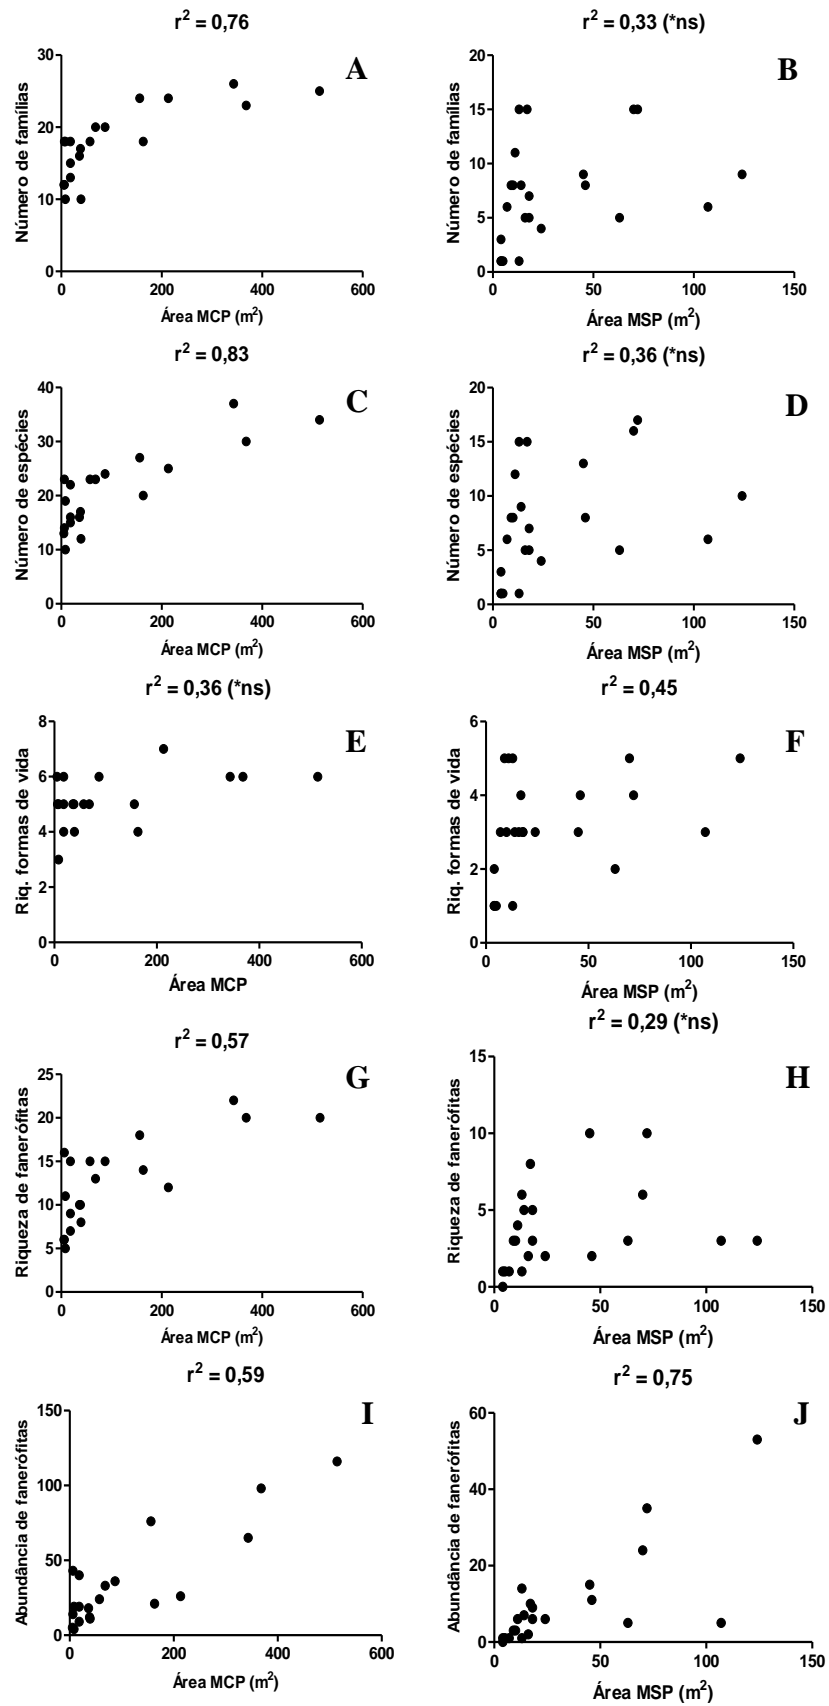 r² = 0,76
A
Número de famílias
30
20
10
0
0 200 400 600
Área MCP (m²)
r² = 0,33 (*ns)
B
Número de famílias
20
15
10
5
0
0 50 100 150
Área MSP (m²)
r² = 0,83
C
Número de espécies
40
30
20
10
0
0 200 400 600
Área MCP (m²)
r² = 0,36 (*ns)
D
Número de espécies
20
15
10
5
0
0 50 100 150
Área MSP (m²)
r² = 0,36 (*ns)
E
Riq. formas de vida
8
6
4
2
0
0 200 400 600
Área MCP
r² = 0,45
F
Riq. formas de vida
6
4
2
0
0 50 100 150
Área MSP (m²)
r² = 0,57
G
Riqueza de fanerófitas
25
20
15
10
5
0
0 200 400 600
Área MCP (m²)
r² = 0,29 (*ns)
H
Riqueza de fanerófitas
15
10
5
0
0 50 100 150
Área MSP (m²)
r² = 0,59
I
Abundância de fanerófitas
150
100
50
0
0 200 400 600
Área MCP (m²)
r² = 0,75
J
Abundância de fanerófitas
60
40
20
0
0 50 100 150
Área MSP (m²)